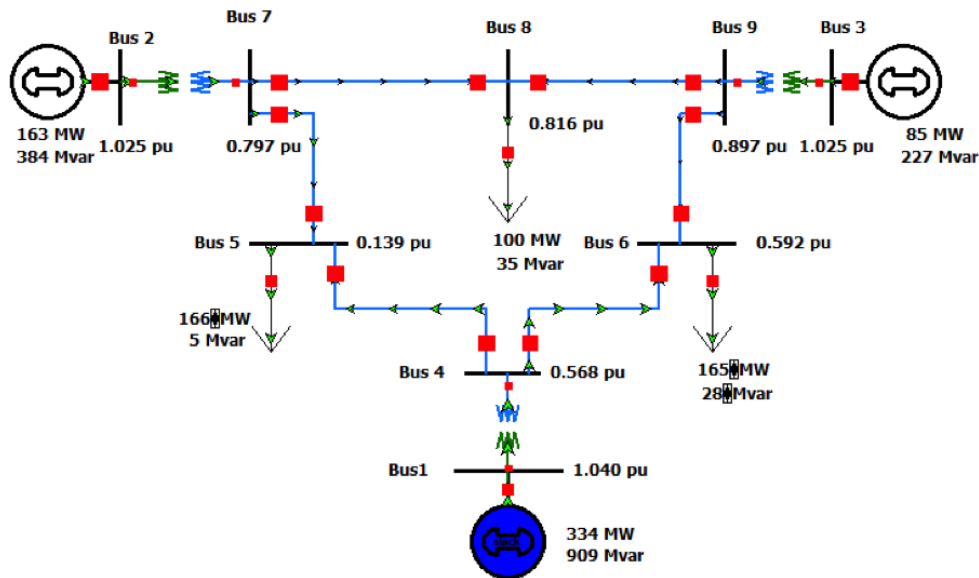 Bus 2
Bus 7
Bus 8
Bus 9
Bus 3
163 MW
384 Mvar
1.025 pu
0.797 pu
0.816 pu
0.897 pu
1.025 pu
85 MW
227 Mvar
Bus 5
0.139 pu
100 MW
35 Mvar
Bus 6
0.592 pu
166 MW
5 Mvar
Bus 4
0.568 pu
165 MW
28 Mvar
Bus1
1.040 pu
slack
334 MW
909 Mvar